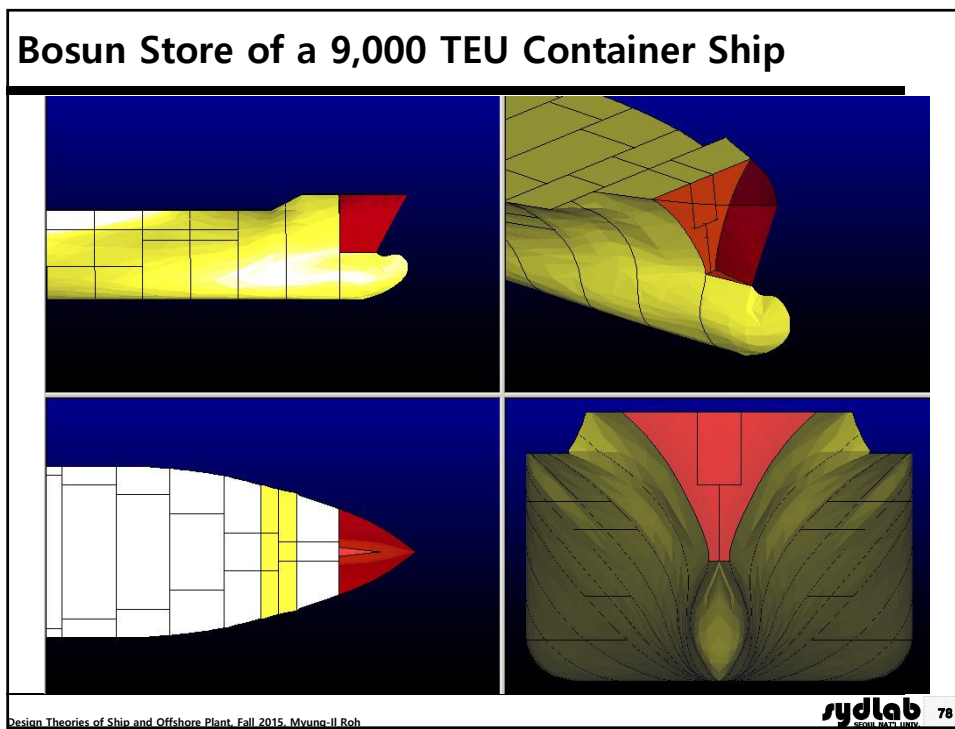 Bosun Store of a 9,000 TEU Container Ship
Design Theories of Ship and Offshore Plant, Fall 2015, Myung-Il Roh
sydlab
SEOUL NAT'L UNIV.
78